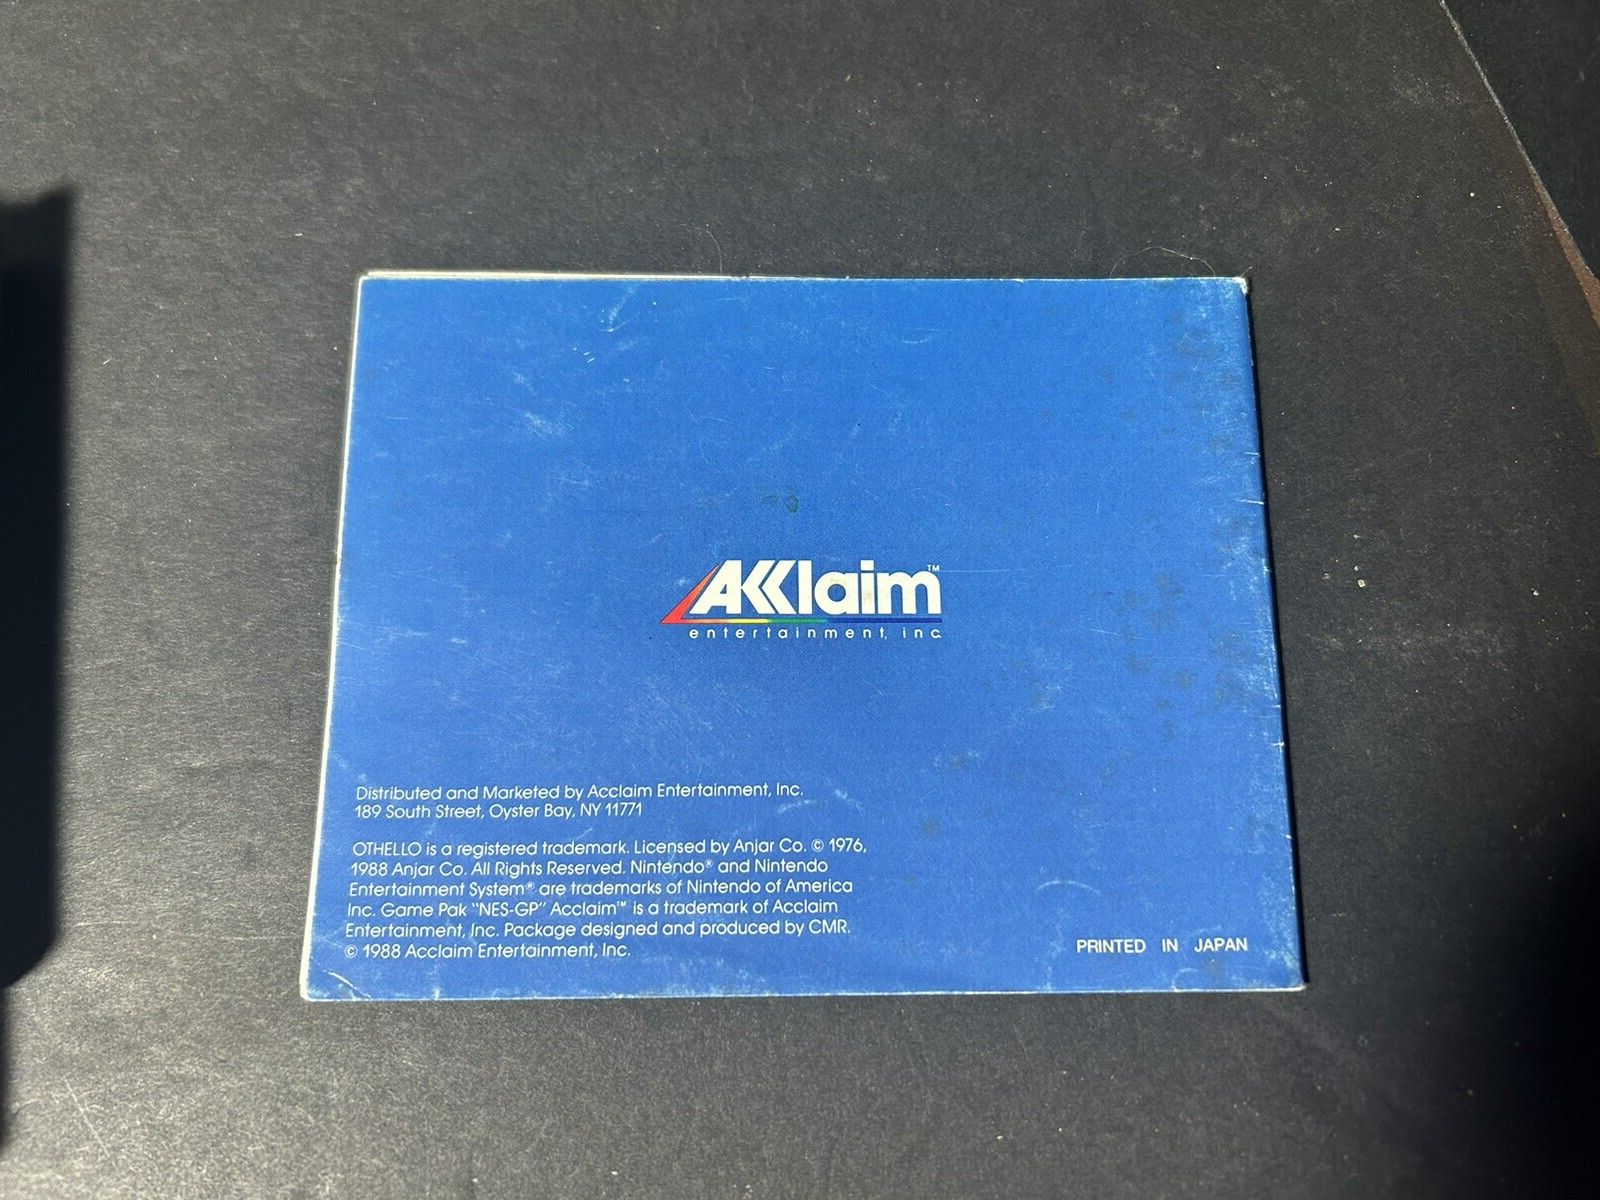 AKKlaim™
entertainment, inc.
Distributed and Marketed by Acclaim Entertainment, Inc.
189 South Street, Oyster Bay, NY 11771
OTHELLO is a registered trademark. Licensed by Anjar Co. © 1976,
1988 Anjar Co. All Rights Reserved. Nintendo® and Nintendo
Entertainment System® are trademarks of Nintendo of America
Inc. Game Pak "NES-GP" Acclaim™ is a trademark of Acclaim
Entertainment, Inc. Package designed and produced by CMR.
© 1988 Acclaim Entertainment, Inc.
PRINTED IN JAPAN